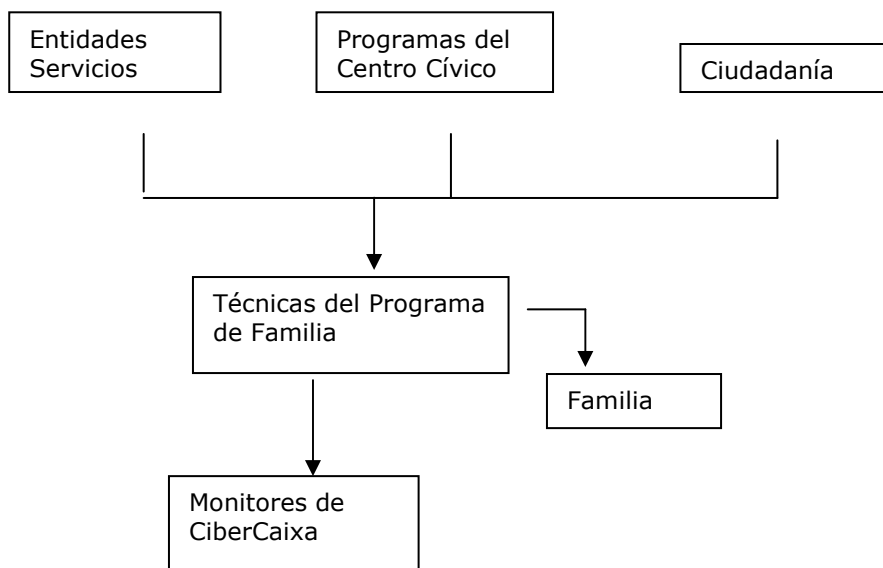 Entidades
Servicios
Programas del
Centro Cívico
Ciudadanía
Técnicas del Programa
de Familia
Familia
Monitores de
CiberCaixa